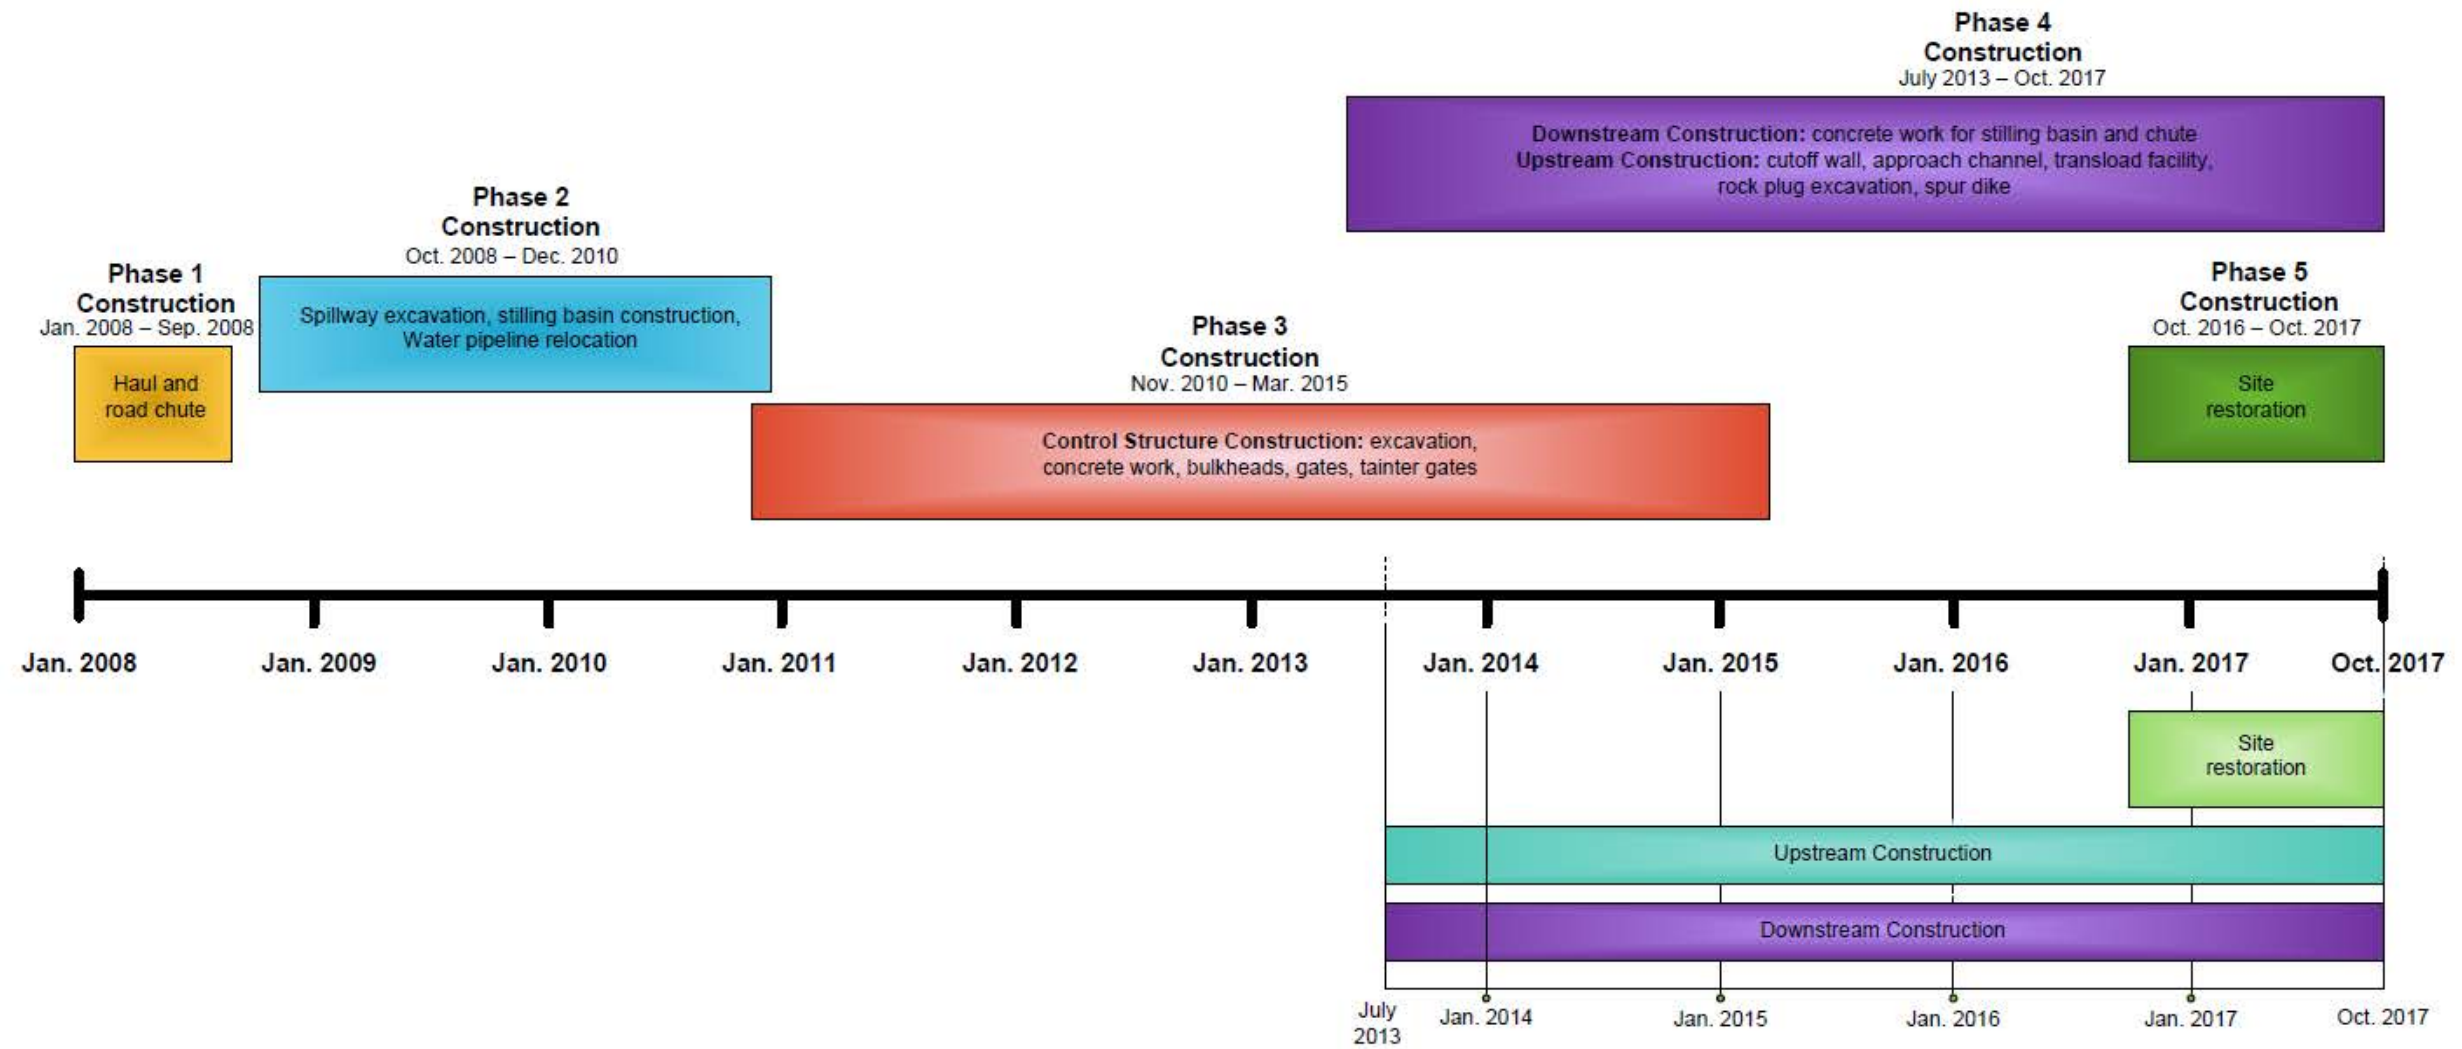 Phase 4
Construction
July 2013 – Oct. 2017
Downstream Construction: concrete work for stilling basin and chute
Upstream Construction: cutoff wall, approach channel, transload facility,
rock plug excavation, spur dike
Phase 2
Construction
Oct. 2008 – Dec. 2010
Spillway excavation, stilling basin construction,
Water pipeline relocation
Phase 1
Construction
Jan. 2008 – Sep. 2008
Haul and
road chute
Phase 3
Construction
Nov. 2010 – Mar. 2015
Control Structure Construction: excavation,
concrete work, bulkheads, gates, tainter gates
Phase 5
Construction
Oct. 2016 – Oct. 2017
Site
restoration
Jan. 2008
Jan. 2009
Jan. 2010
Jan. 2011
Jan. 2012
Jan. 2013
Jan. 2014
Jan. 2015
Jan. 2016
Jan. 2017
Oct. 2017
Site
restoration
Upstream Construction
Downstream Construction
July
2013
Jan. 2014
Jan. 2015
Jan. 2016
Jan. 2017
Oct. 2017